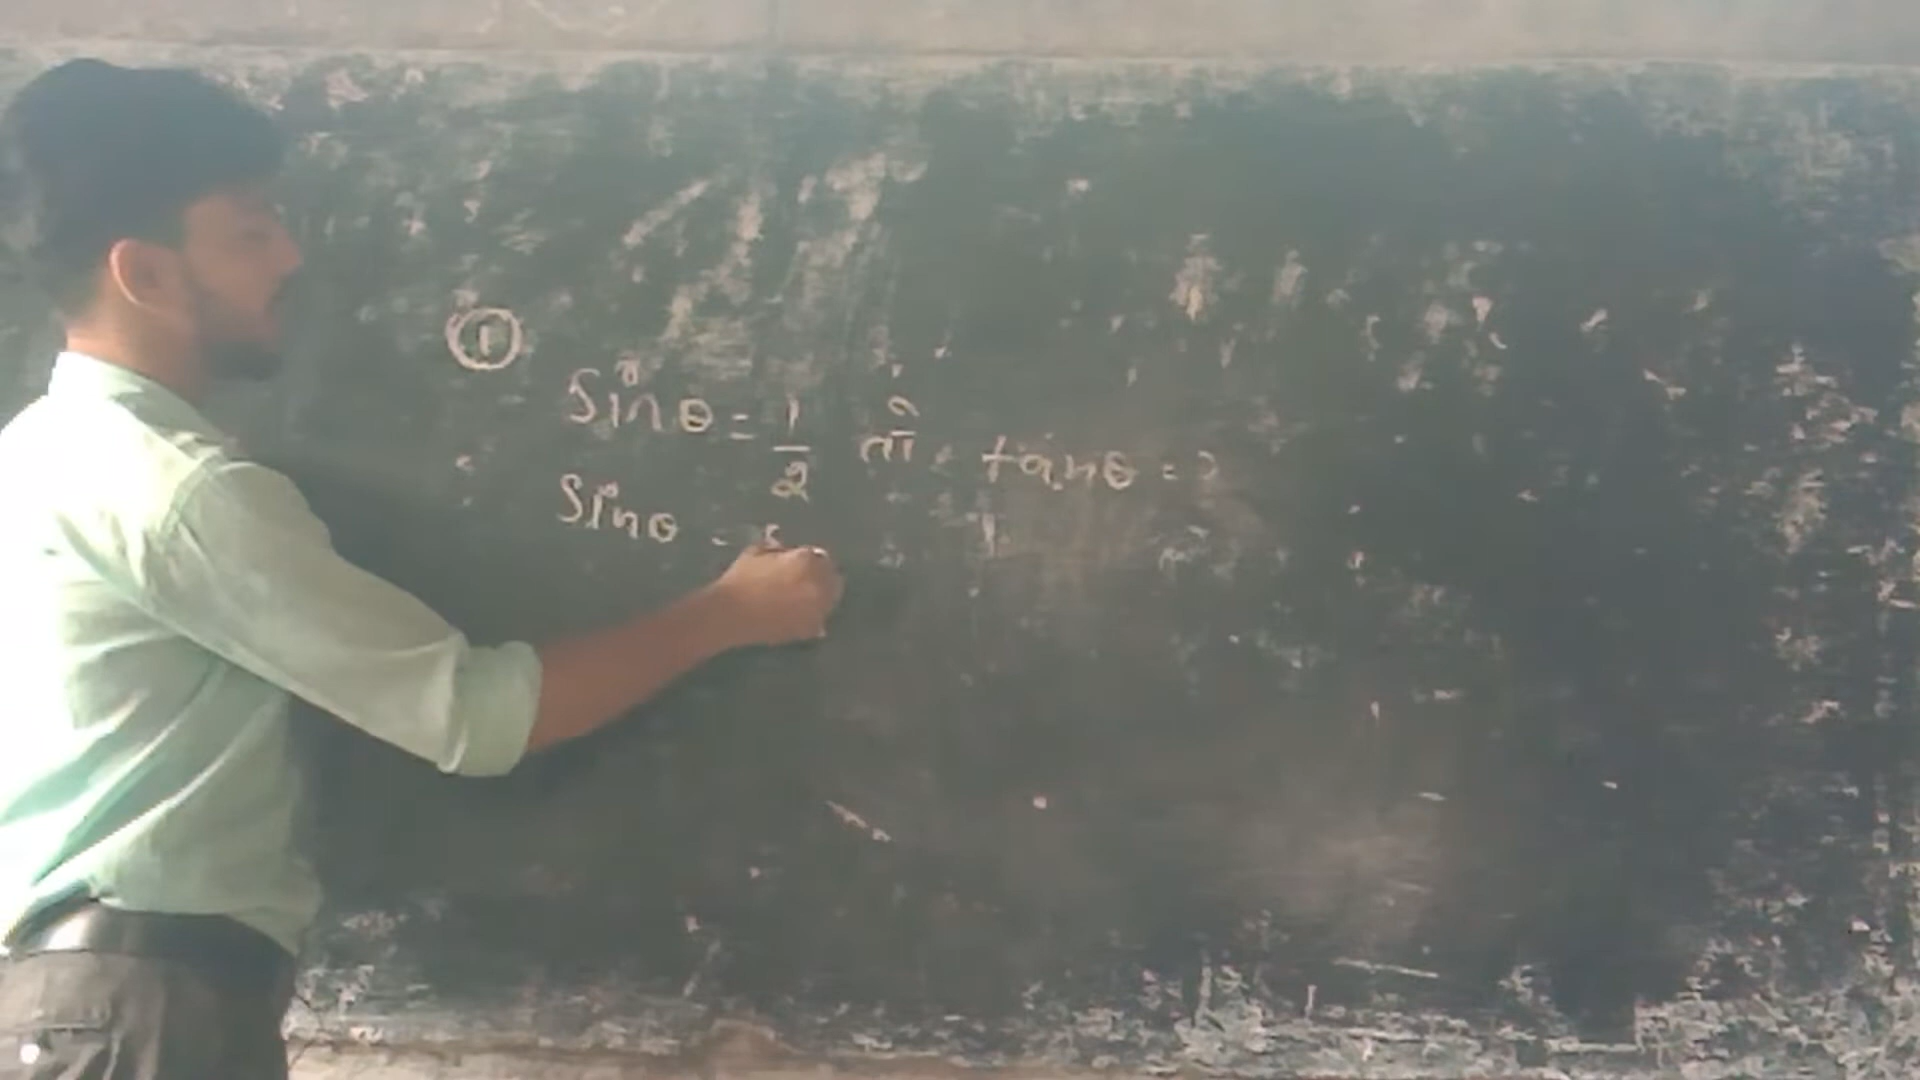 ①
Sinθ = 1/2 तो tanθ = ?
Sinθ =